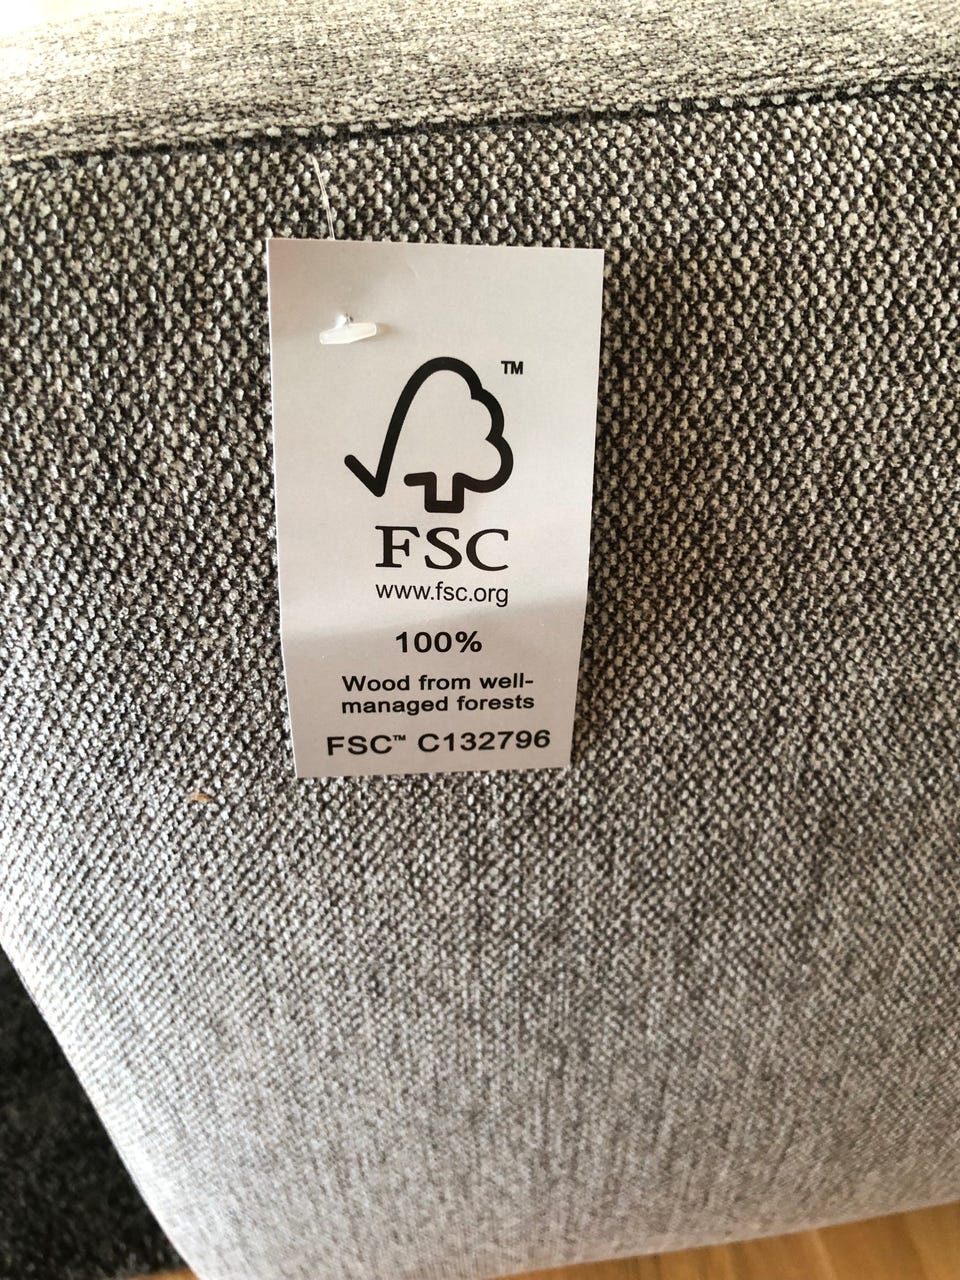 TM
FSC
www.fsc.org
100%
Wood from well-
managed forests
FSC™ C132796